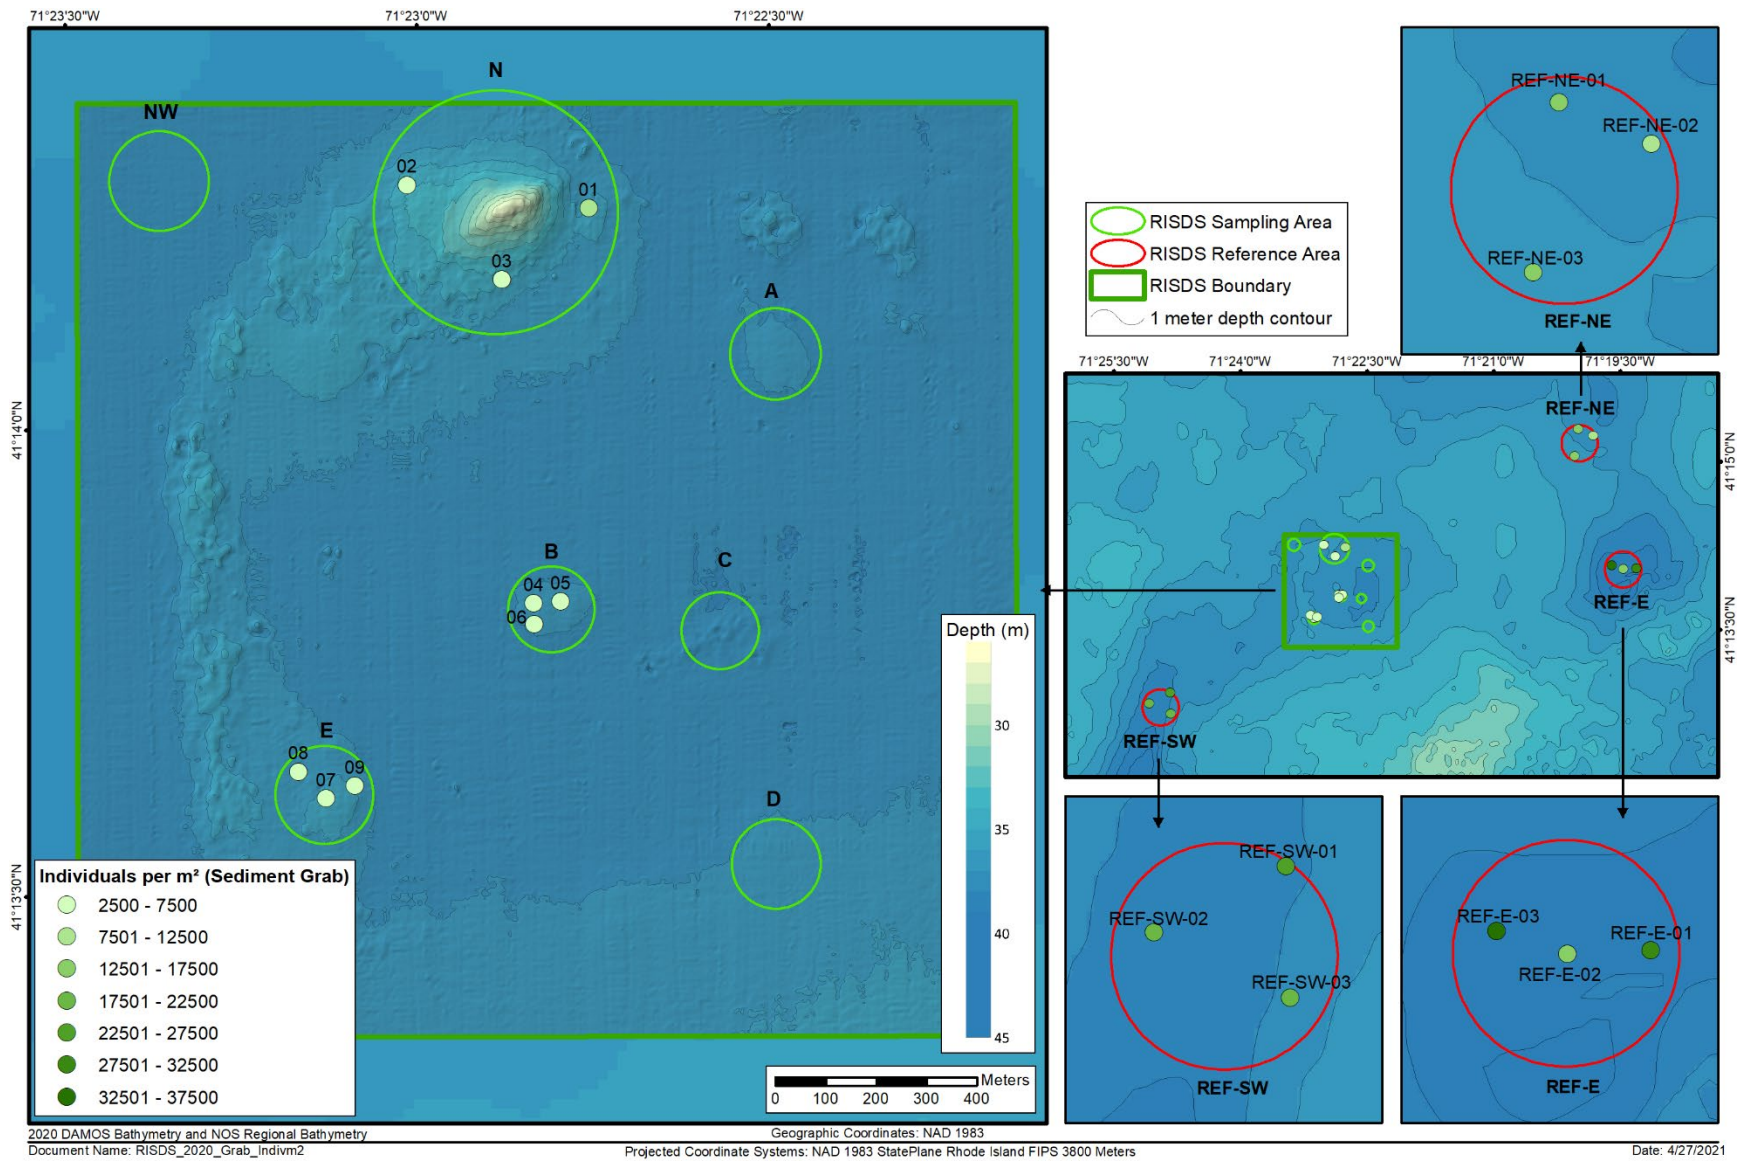 71°23'30"W
71°23'0"W
71°22'30"W
N
NW
02
01
03
A
41°14'0"N
B
04
05
06
C
E
08
07
09
D
41°13'30"N
Individuals per m² (Sediment Grab)
2500 - 7500
7501 - 12500
12501 - 17500
17501 - 22500
22501 - 27500
27501 - 32500
32501 - 37500
Depth (m)
30
35
40
45
Meters
0 100 200 300 400
RISDS Sampling Area
RISDS Reference Area
RISDS Boundary
1 meter depth contour
REF-NE-01
REF-NE-02
REF-NE-03
REF-NE
71°25'30"W
71°24'0"W
71°22'30"W
71°21'0"W
71°19'30"W
REF-NE
41°15'0"N
REF-E
41°13'30"N
REF-SW
REF-SW-01
REF-SW-02
REF-SW-03
REF-SW
REF-E-03
REF-E-01
REF-E-02
REF-E
2020 DAMOS Bathymetry and NOS Regional Bathymetry
Geographic Coordinates: NAD 1983
Document Name: RISDS_2020_Grab_Indivm2
Projected Coordinate Systems: NAD 1983 StatePlane Rhode Island FIPS 3800 Meters
Date: 4/27/2021